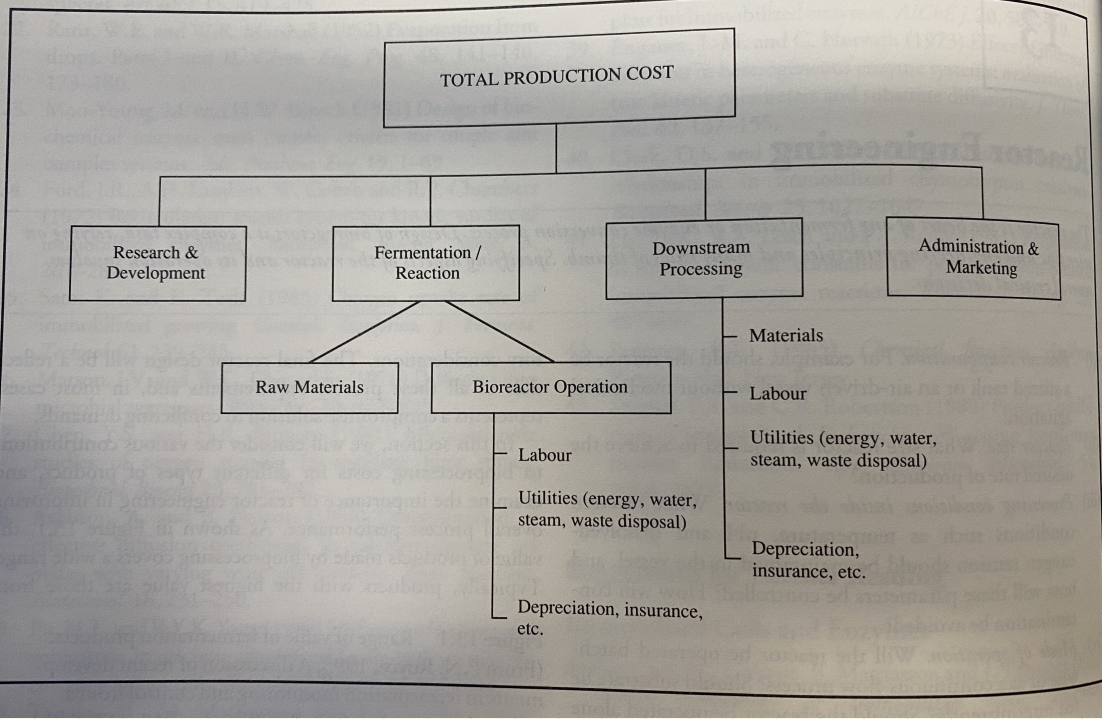 TOTAL PRODUCTION COST
Research &
Development
Fermentation /
Reaction
Downstream
Processing
Administration &
Marketing
Raw Materials
Bioreactor Operation
Labour
Utilities (energy, water,
steam, waste disposal)
Depreciation, insurance,
etc.
Materials
Labour
Utilities (energy, water,
steam, waste disposal)
Depreciation,
insurance, etc.